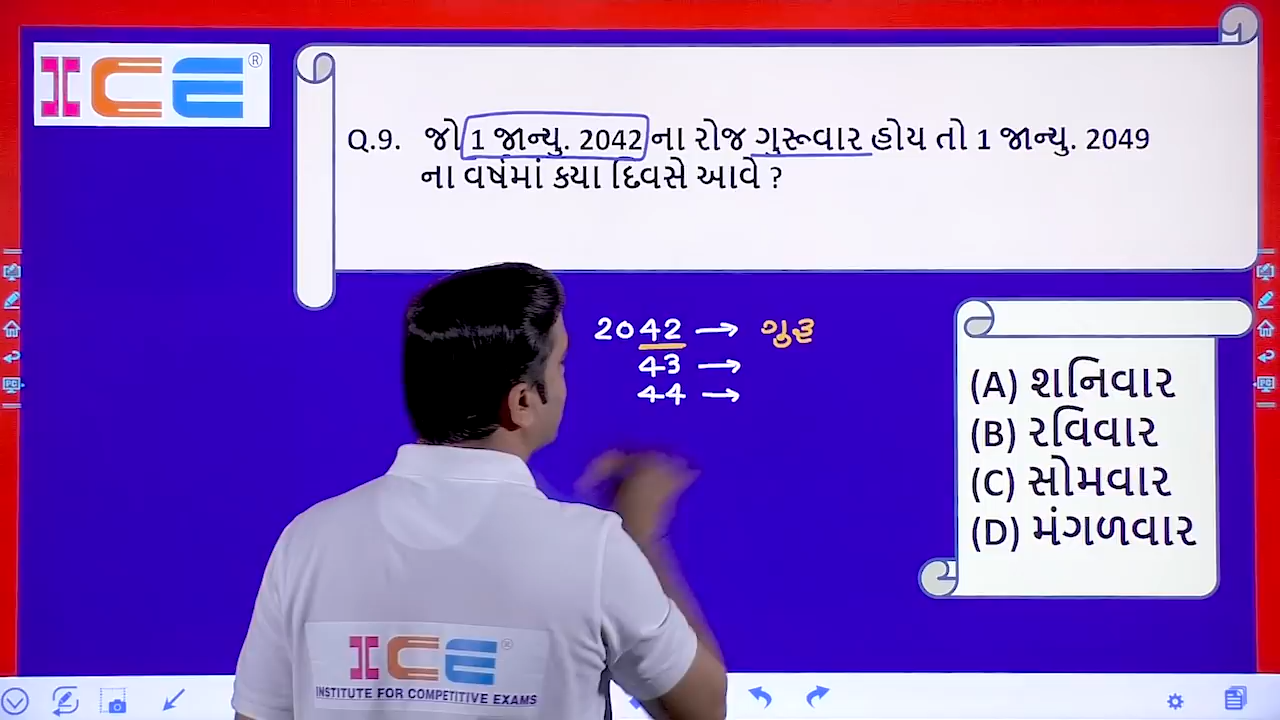 ICE ®
Q.9. જો 1 જાન્યુ. 2042 ના રોજ ગુરૂવાર હોય તો 1 જાન્યુ. 2049
ના વર્ષમાં કયા દિવસે આવે ?
2042 → ગુરૂ
43 →
44 →
(A) શનિવાર
(B) રવિવાર
(C) સોમવાર
(D) મંગળવાર
ICE ®
INSTITUTE FOR COMPETITIVE EXAMS